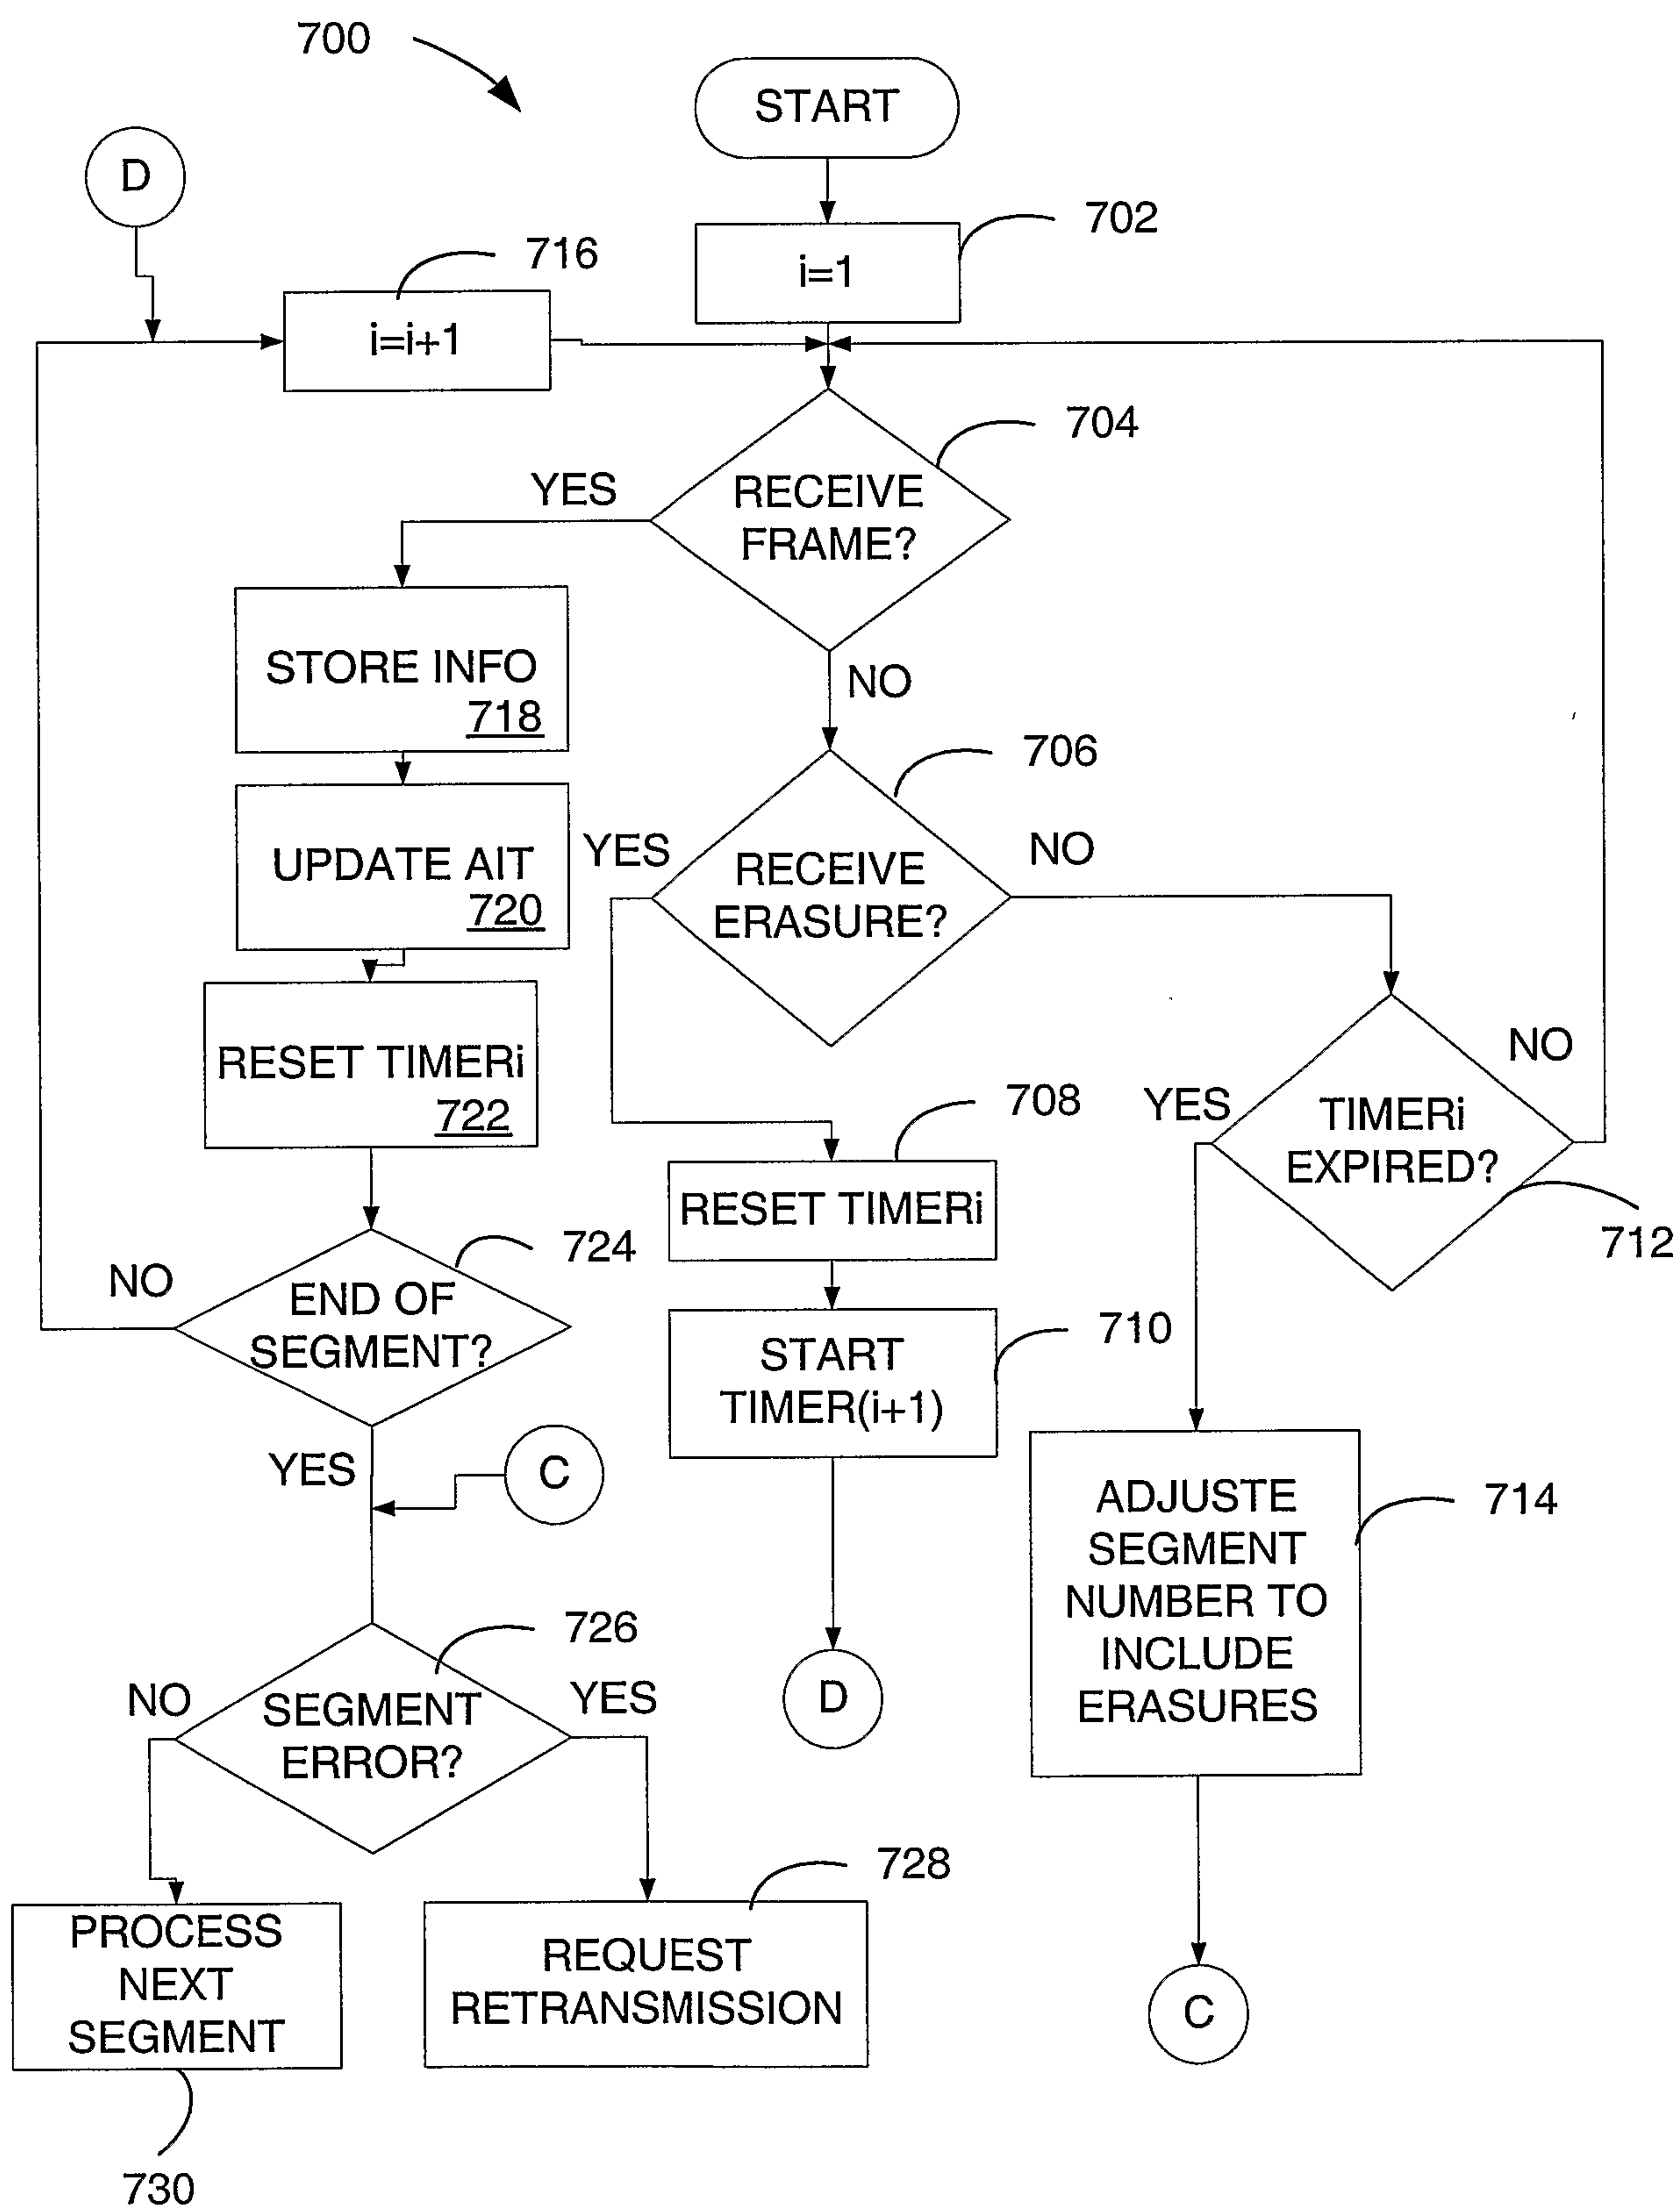 700
START
D
702
716
i=1
i=i+1
704
YES
RECEIVE
FRAME?
STORE INFO
718
NO
706
UPDATE AIT
720
YES
RECEIVE
ERASURE?
NO
RESET TIMERi
722
NO
708
YES
TIMERi
EXPIRED?
RESET TIMERi
712
724
NO
END OF
SEGMENT?
710
START
TIMER(i+1)
YES
C
ADJUSTE
SEGMENT
NUMBER TO
INCLUDE
ERASURES
714
726
NO
SEGMENT
ERROR?
YES
D
728
PROCESS
NEXT
SEGMENT
REQUEST
RETRANSMISSION
C
730